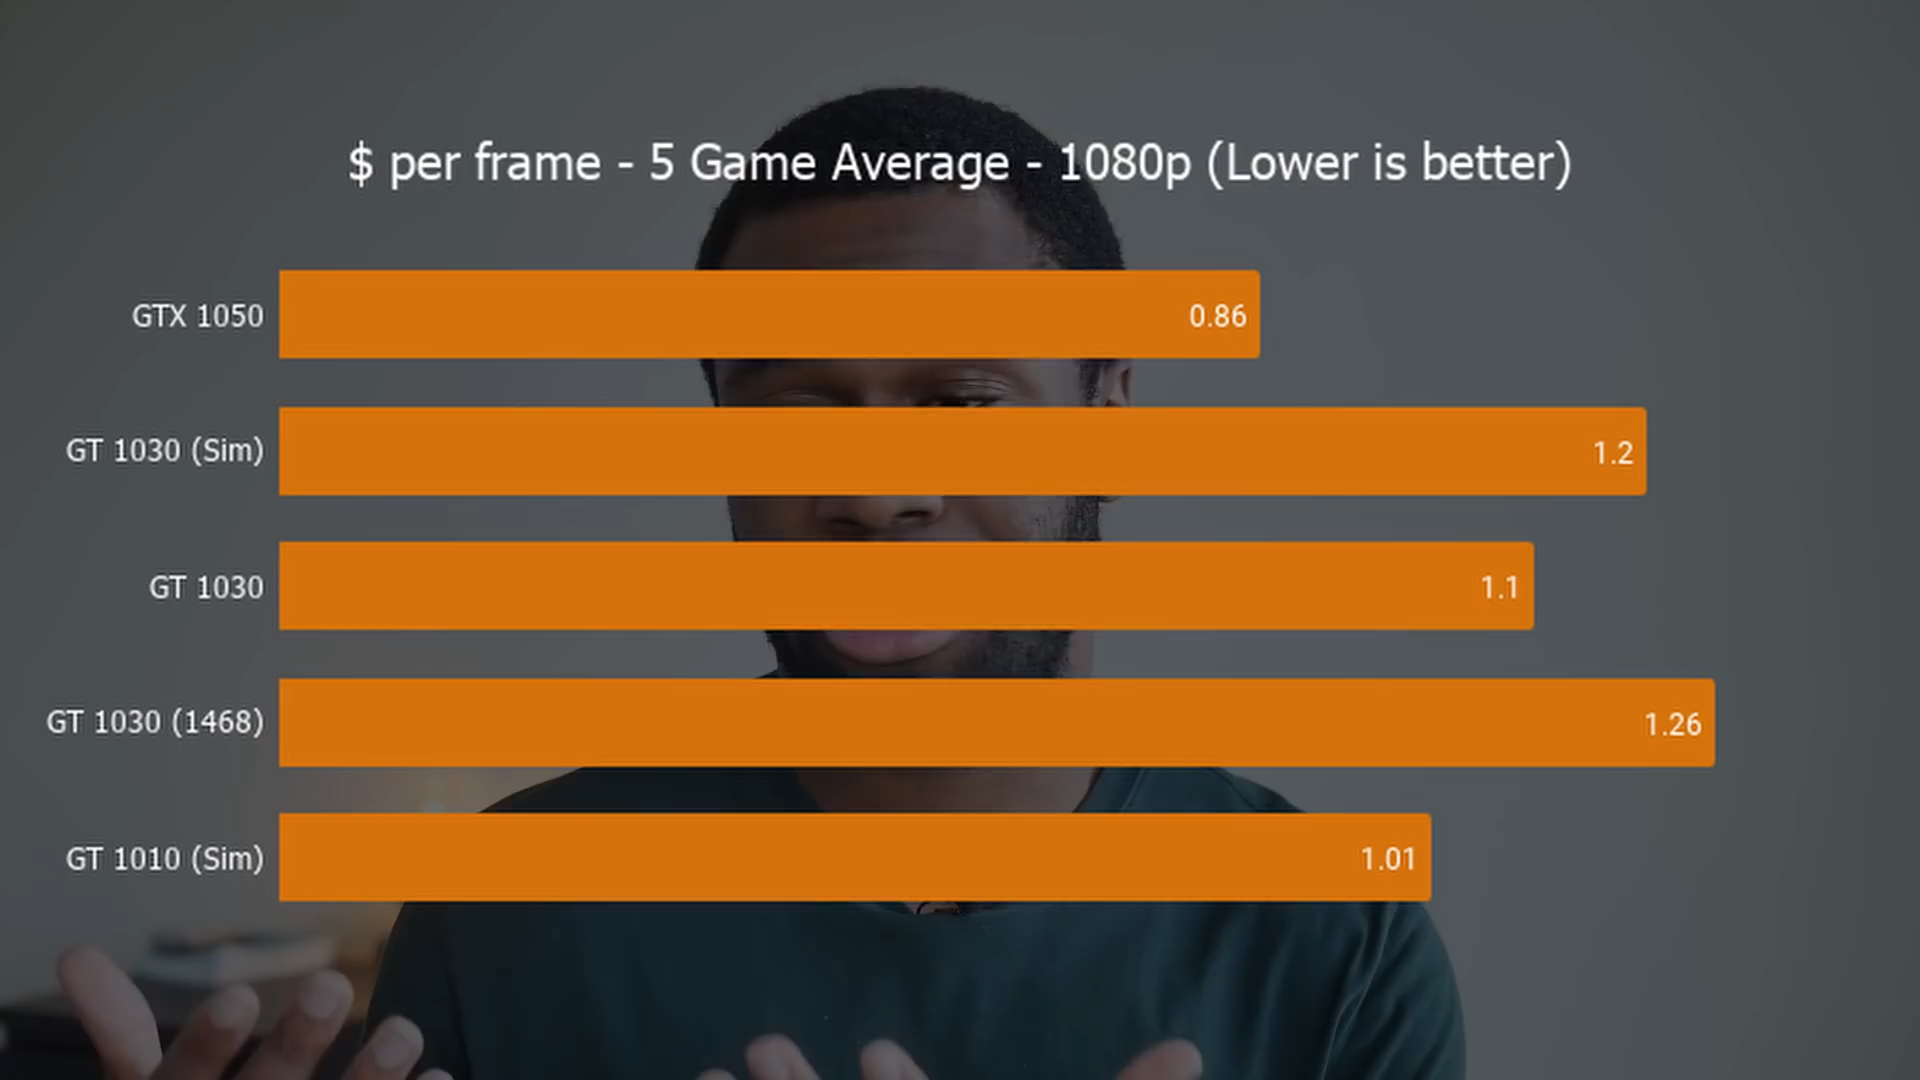 $ per frame - 5 Game Average - 1080p (Lower is better)
GTX 1050 0.86
GT 1030 (Sim) 1.2
GT 1030 1.1
GT 1030 (1468) 1.26
GT 1010 (Sim) 1.01